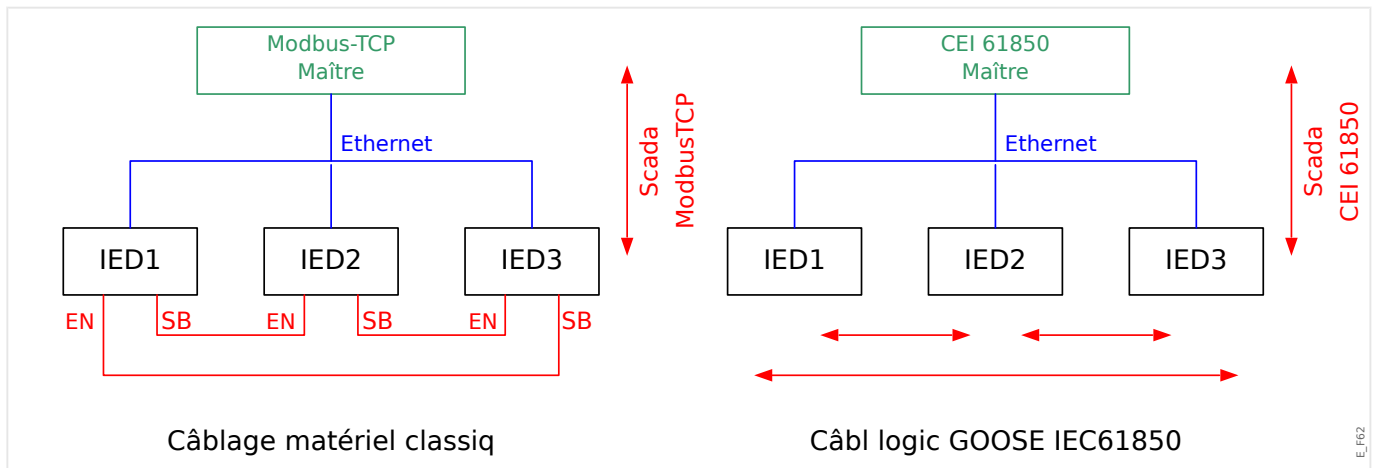 Modbus-TCP
Maître
Ethernet
Scada
ModbusTCP
IED1
IED2
IED3
EN
SB
EN
SB
EN
SB
Câblage matériel classiq
CEI 61850
Maître
Ethernet
Scada
CEI 61850
IED1
IED2
IED3
Câbl logic GOOSE IEC61850
E_F62